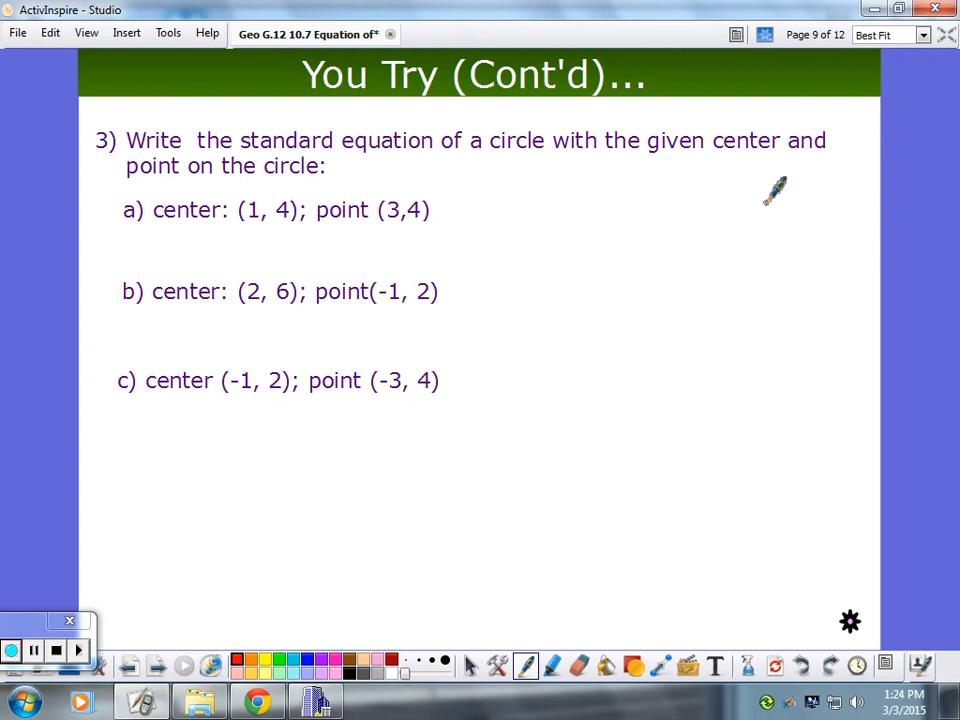 ActivInspire - Studio
File Edit View Insert Tools Help Geo G.12 10.7 Equation of* Page 9 of 12 Best Fit
You Try (Cont'd)...
3) Write the standard equation of a circle with the given center and
point on the circle:
a) center: (1, 4); point (3,4)
b) center: (2, 6); point(-1, 2)
c) center (-1, 2); point (-3, 4)
T
1:24 PM
3/3/2015